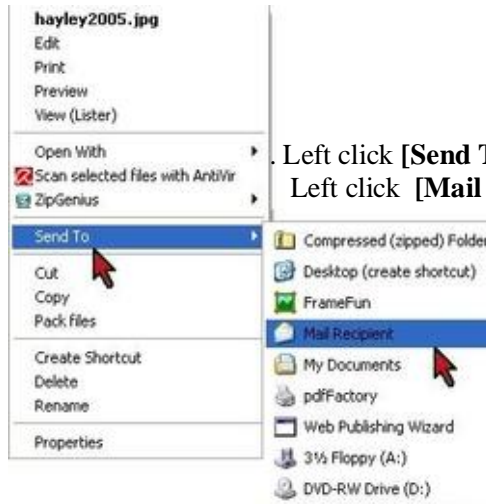 hayley2005.jpg
Edit
Print
Preview
View (Lister)
Open With
Scan selected files with AntiVir
ZipGenius
Send To
Cut
Copy
Pack files
Create Shortcut
Delete
Rename
Properties
. Left click [Send T
Left click [Mail
Compressed (zipped) Folder
Desktop (create shortcut)
FrameFun
Mail Recipient
My Documents
pdfFactory
Web Publishing Wizard
3½ Floppy (A:)
DVD-RW Drive (D:)